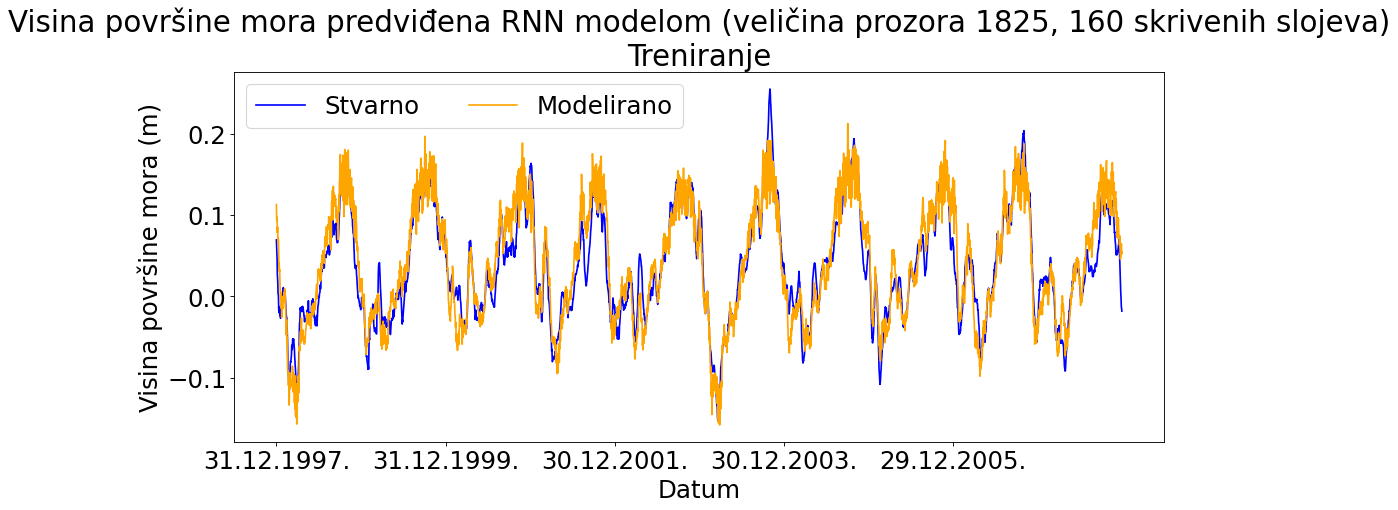 Visina površine mora predviđena RNN modelom (veličina prozora 1825, 160 skrivenih slojeva)
Treniranje
Stvarno
Modelirano
Visina površine mora (m)
0.2
0.1
0.0
−0.1
31.12.1997.
31.12.1999.
30.12.2001.
30.12.2003.
29.12.2005.
Datum